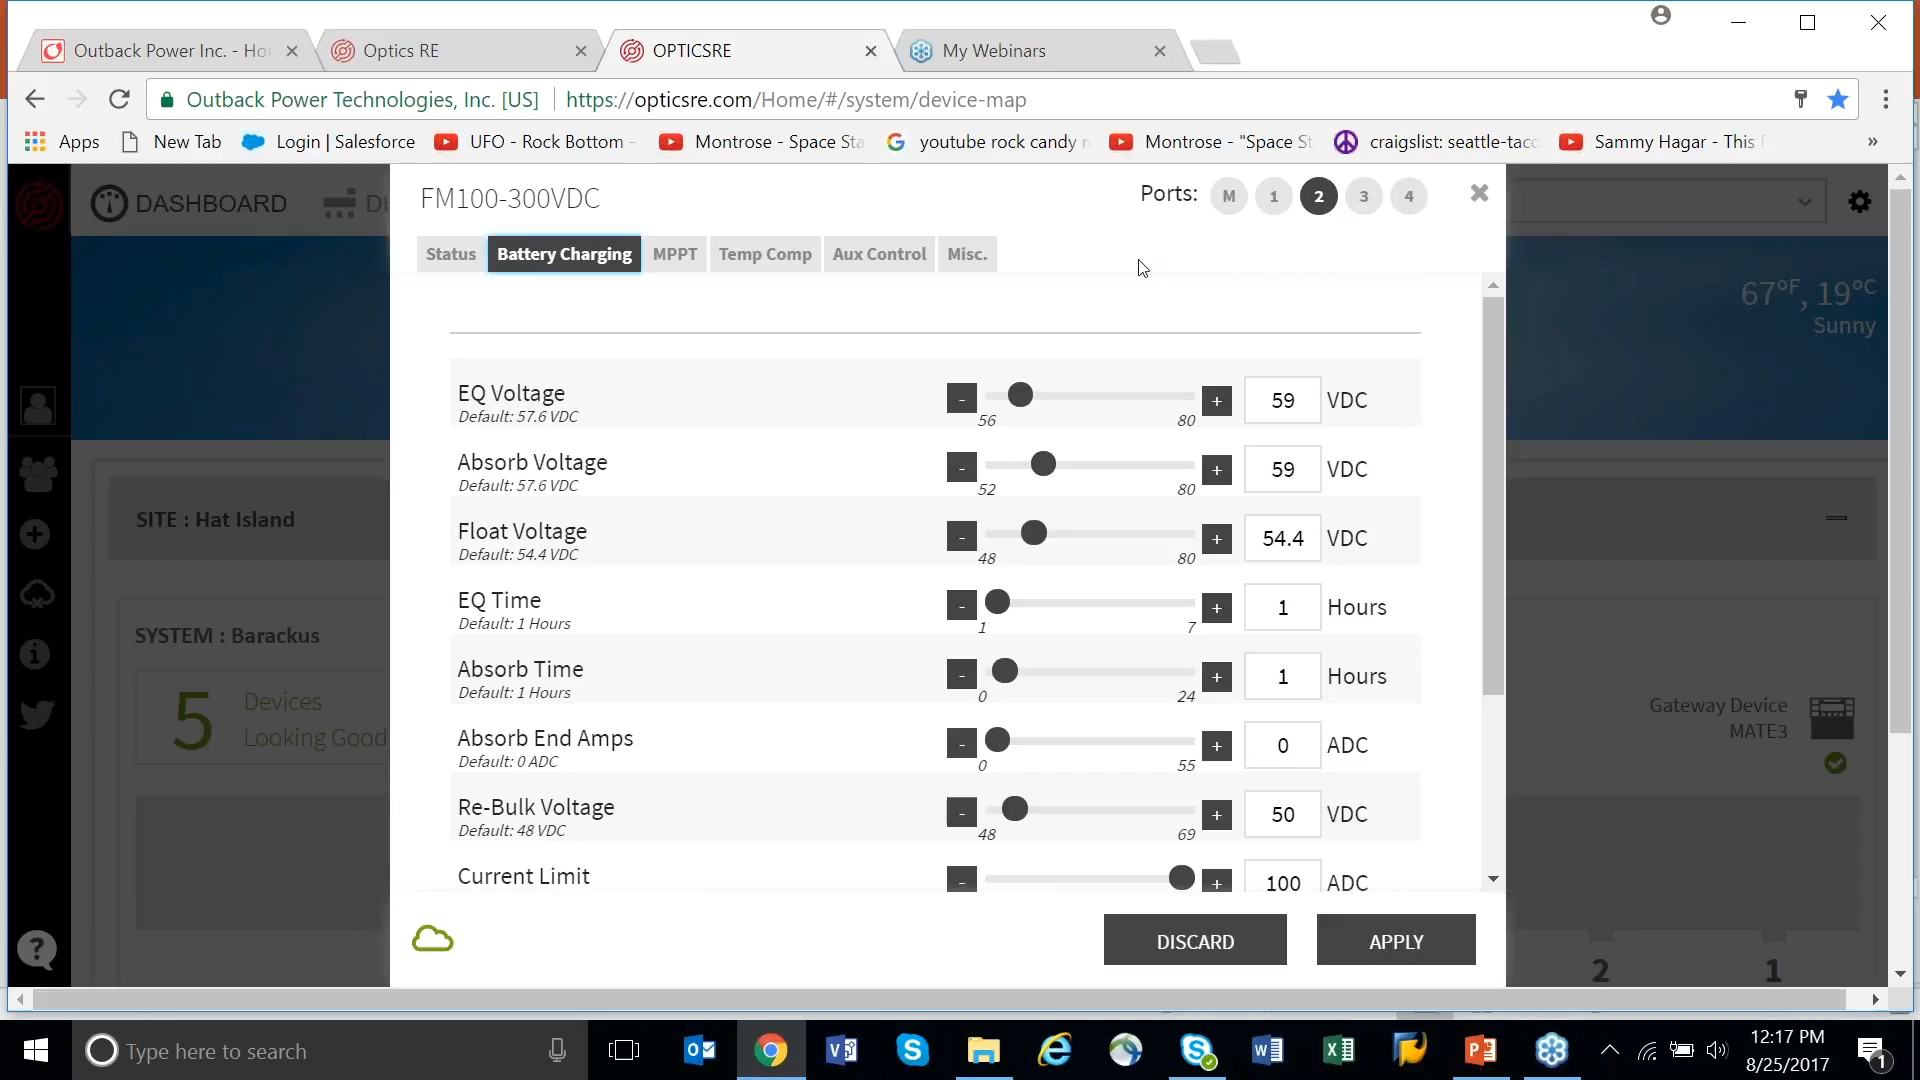 Outback Power Inc. - Ho
Optics RE
OPTICSRE
My Webinars
Outback Power Technologies, Inc. [US]
https://opticsre.com/Home/#/system/device-map
Apps
New Tab
Login | Salesforce
UFO - Rock Bottom -
Montrose - Space Sta
youtube rock candy
Montrose - "Space St
craigslist: seattle-taco
Sammy Hagar - This
»
DASHBOARD
FM100-300VDC
Ports: M 1 2 3 4
Status
Battery Charging
MPPT
Temp Comp
Aux Control
Misc.
67°F, 19°C
Sunny
SITE : Hat Island
SYSTEM : Barackus
5
Devices
Looking Good
Gateway Device
MATE3
EQ Voltage
Default: 57.6 VDC
- 56 80 + 59 VDC
Absorb Voltage
Default: 57.6 VDC
- 52 80 + 59 VDC
Float Voltage
Default: 54.4 VDC
- 48 80 + 54.4 VDC
EQ Time
Default: 1 Hours
- 1 7 + 1 Hours
Absorb Time
Default: 1 Hours
- 0 24 + 1 Hours
Absorb End Amps
Default: 0 ADC
- 0 55 + 0 ADC
Re-Bulk Voltage
Default: 48 VDC
- 48 69 + 50 VDC
Current Limit
- + 100 ADC
DISCARD
APPLY
2
1
Type here to search
12:17 PM
8/25/2017
1